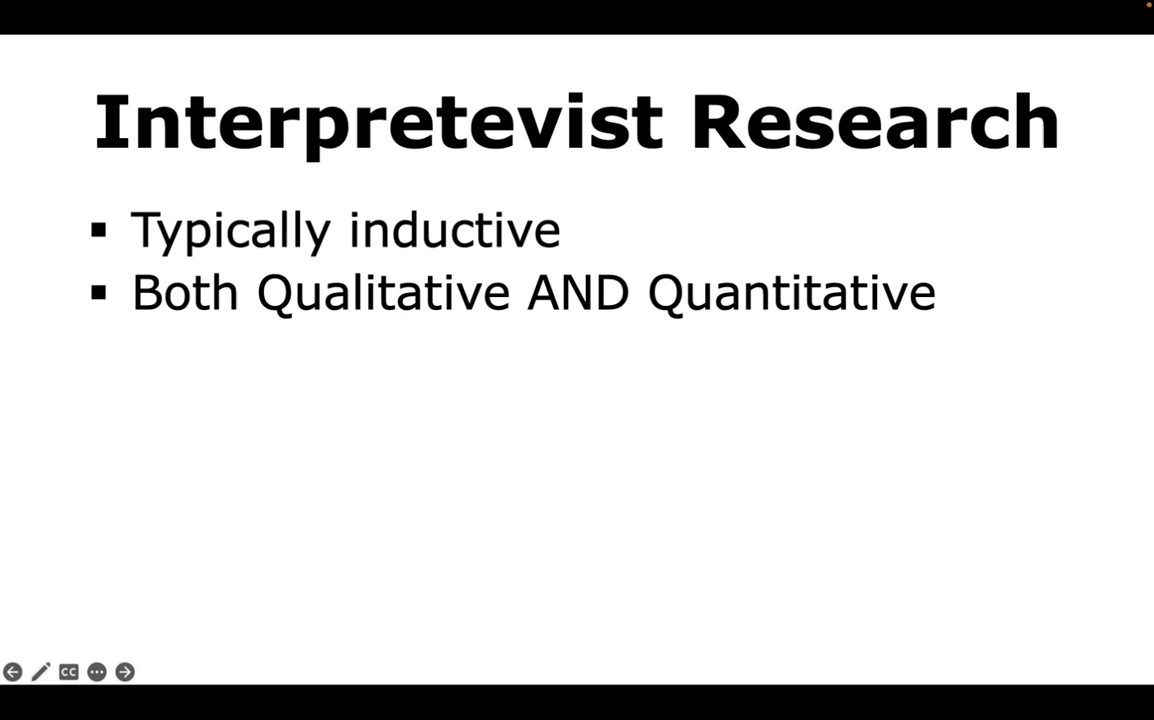 Interpretevist Research
▪ Typically inductive
▪ Both Qualitative AND Quantitative
CC